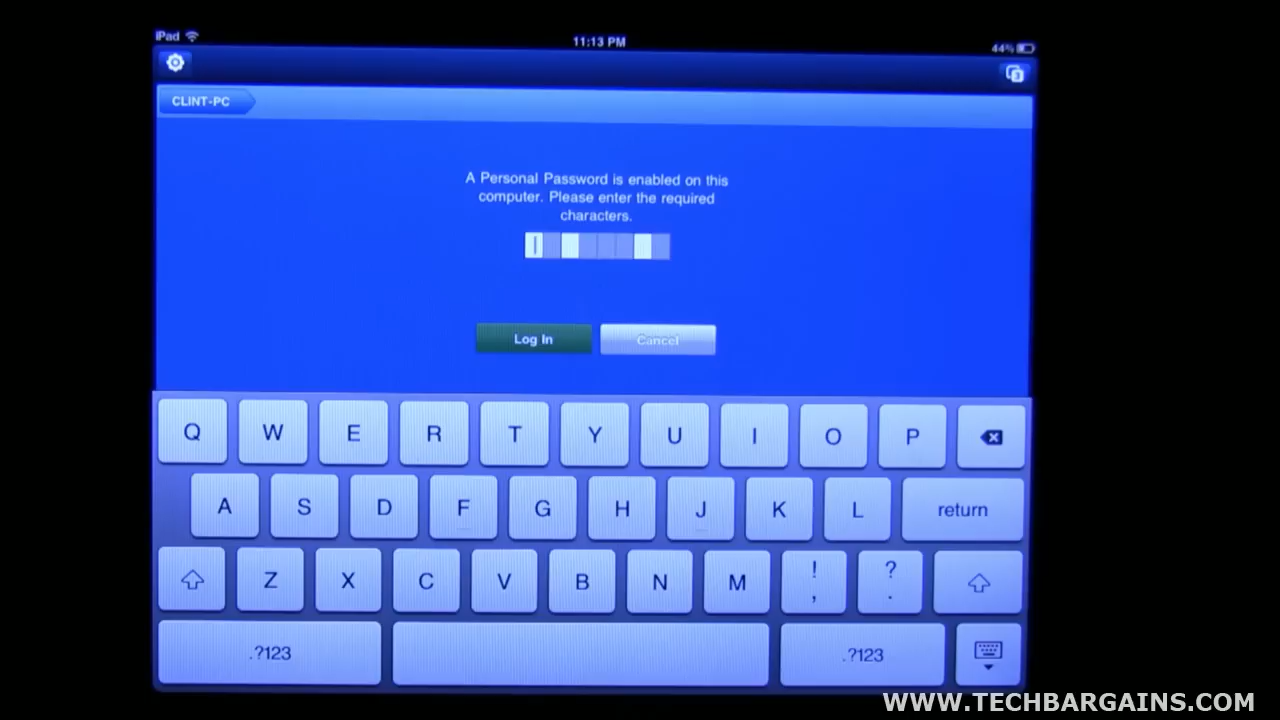 iPad
11:13 PM
44%
CLINT-PC
A Personal Password is enabled on this
computer. Please enter the required
characters.
Log In
Cancel
Q W E R T Y U I O P
A S D F G H J K L return
Z X C V B N M ! , ? .
.?123 .?123
WWW.TECHBARGAINS.COM